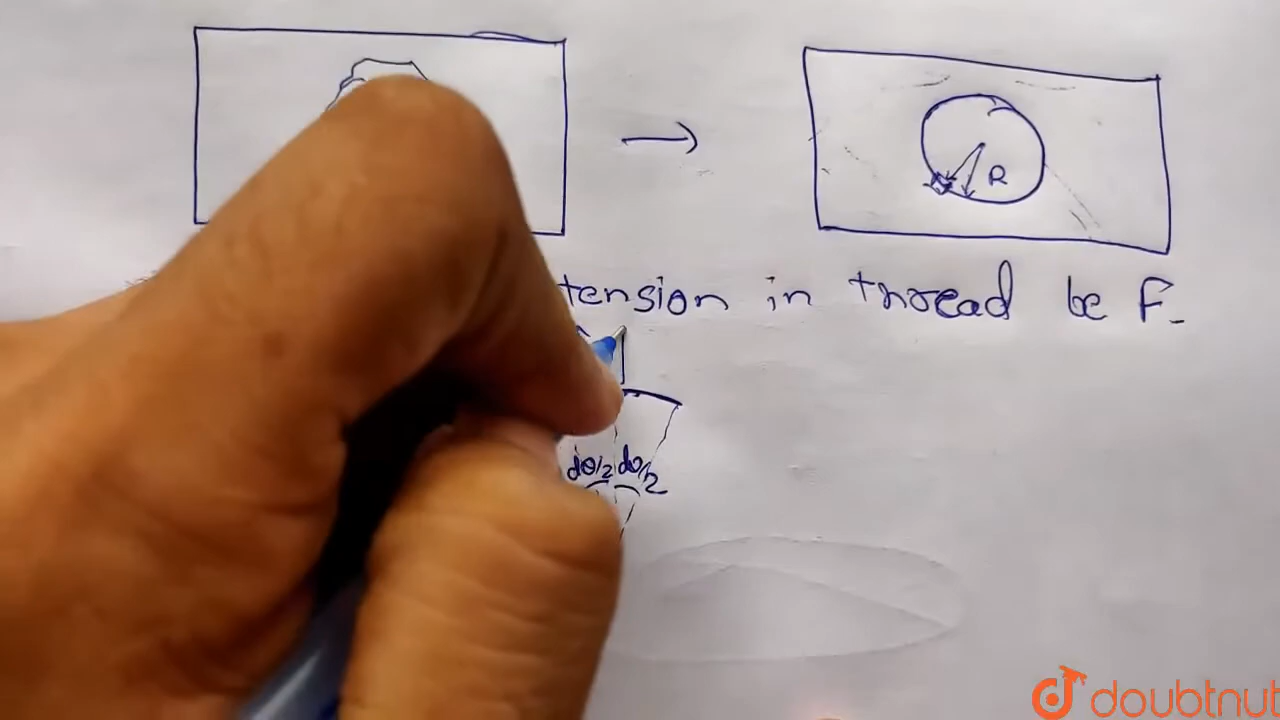 R
tension in thread be F.
dθ/2 dθ/2
doubtnut